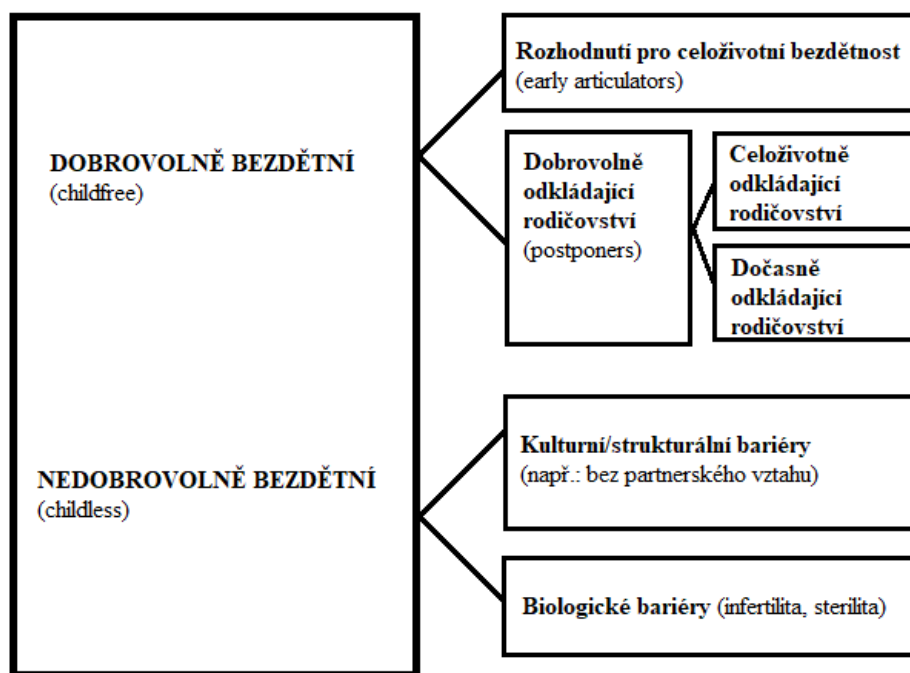 DOBROVOLNĚ BEZDĚTNÍ
(childfree)
Rozhodnutí pro celoživotní bezdětnost
(early articulators)
Dobrovolně
odkládající
rodičovství
(postponers)
Celoživotně
odkládající
rodičovství
Dočasně
odkládající
rodičovství
NEDOBROVOLNĚ BEZDĚTNÍ
(childless)
Kulturní/strukturální bariéry
(např.: bez partnerského vztahu)
Biologické bariéry (infertilita, sterilita)